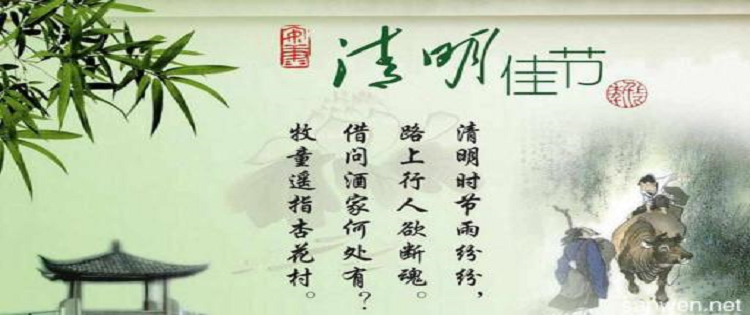 清明佳节
清明时节雨纷纷，
路上行人欲断魂。
借问酒家何处有？
牧童遥指杏花村。
sanwen.net